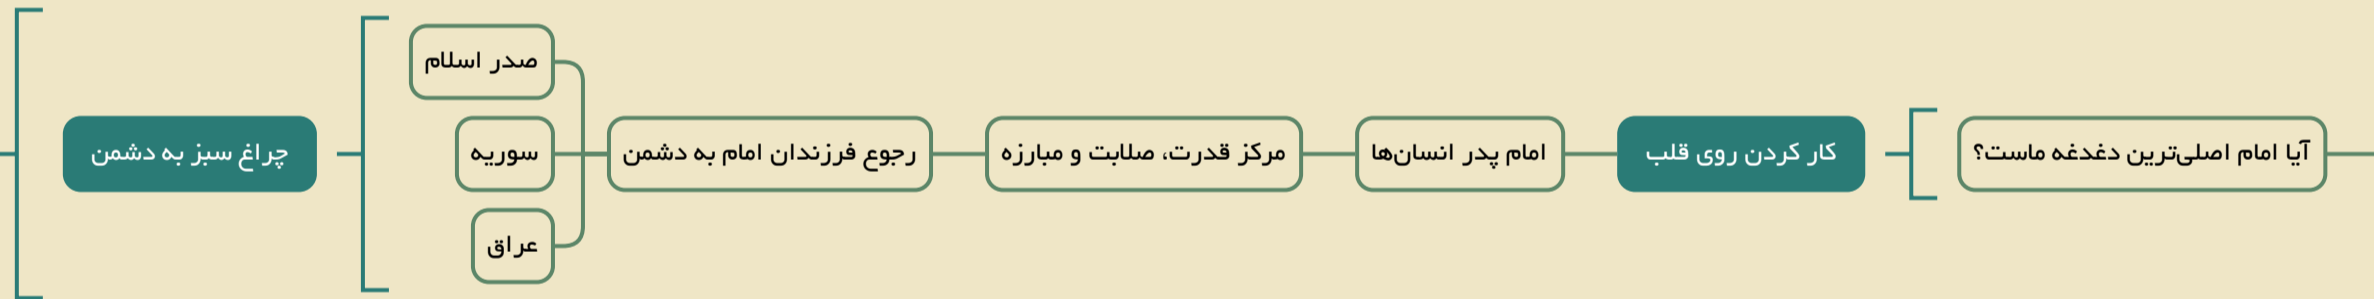 آیا امام اصلی‌ترین دغدغه ماست؟
کار کردن روی قلب
امام پدر انسان‌ها
مرکز قدرت، صلابت و مبارزه
رجوع فرزندان امام به دشمن
صدر اسلام
سوریه
عراق
چراغ سبز به دشمن